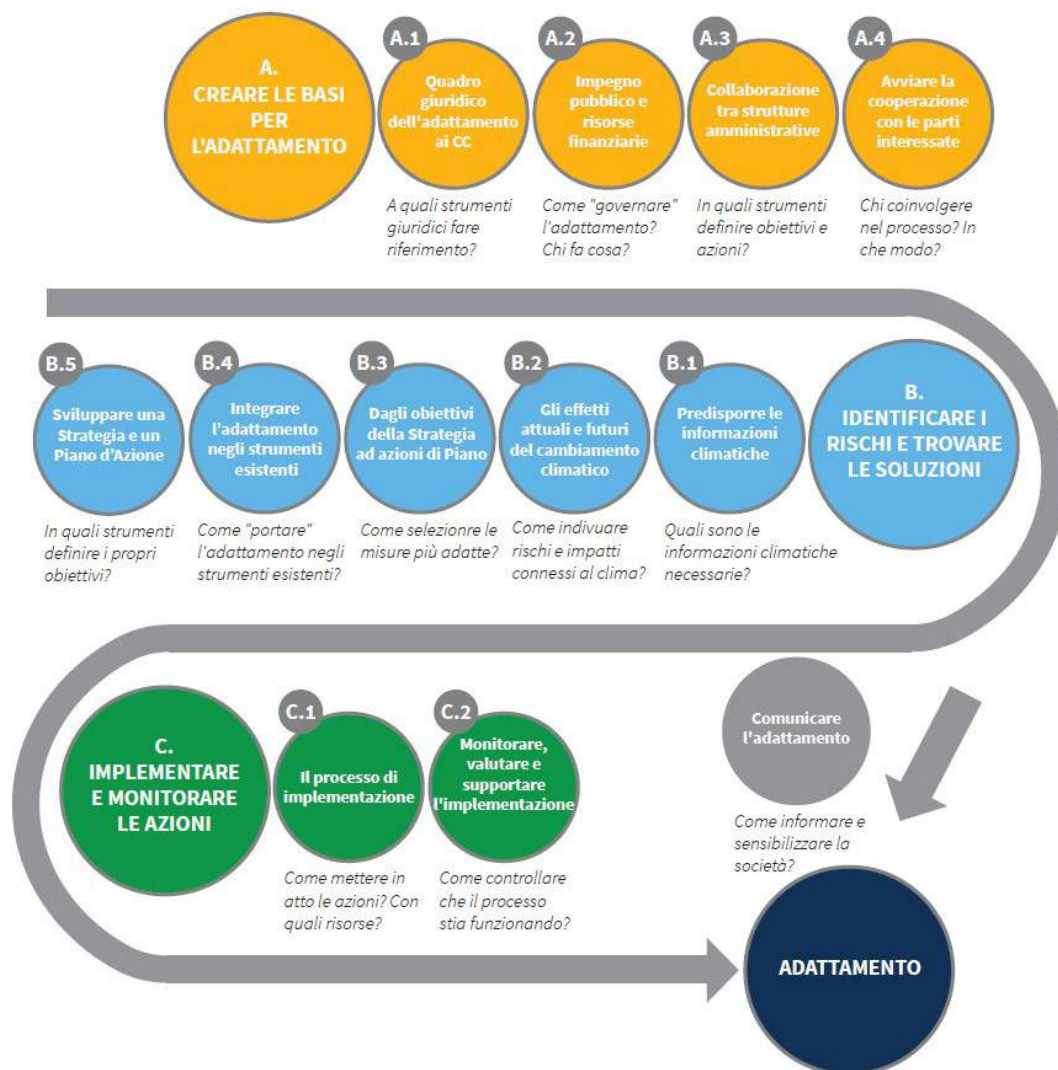 A.
CREARE LE BASI
PER
L'ADATTAMENTO
A.1
Quadro
giuridico
dell'adattamento
ai CC
A quali strumenti
giuridici fare
riferimento?
A.2
Impegno
pubblico e
risorse
finanziarie
Come "governare"
l'adattamento?
Chi fa cosa?
A.3
Collaborazione
tra strutture
amministrative
In quali strumenti
definire obiettivi e
azioni?
A.4
Avviare la
cooperazione
con le parti
interessate
Chi coinvolgere
nel processo? In
che modo?
B.
IDENTIFICARE I
RISCHI E TROVARE
LE SOLUZIONI
B.1
Predisporre le
informazioni
climatiche
Quali sono le
informazioni climatiche
necessarie?
B.2
Gli effetti
attuali e futuri
del cambiamento
climatico
Come indivuare
rischi e impatti
connessi al clima?
B.3
Dagli obiettivi
della Strategia
ad azioni di Piano
Come selezionre le
misure più adatte?
B.4
Integrare
l'adattamento
negli strumenti
esistenti
Come "portare"
l'adattamento negli
strumenti esistenti?
B.5
Sviluppare una
Strategia e un
Piano d'Azione
In quali strumenti
definire i propri
obiettivi?
C.
IMPLEMENTARE
E MONITORARE
LE AZIONI
C.1
Il processo di
implementazione
Come mettere in
atto le azioni? Con
quali risorse?
C.2
Monitorare,
valutare e
supportare
l'implementazione
Come controllare
che il processo
stia funzionando?
Comunicare
l'adattamento
Come informare e
sensibilizzare la
società?
ADATTAMENTO